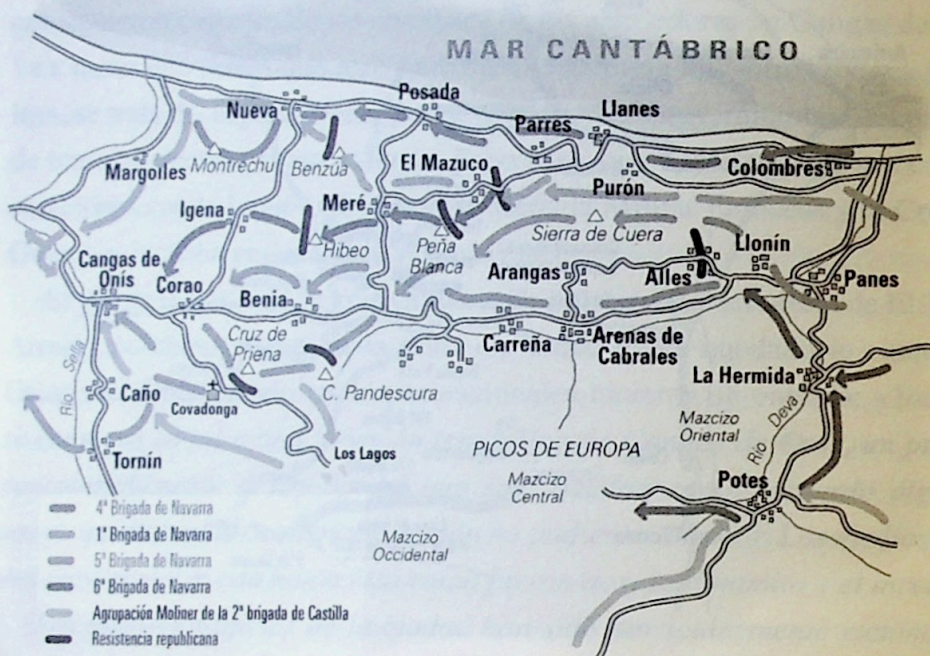 MAR CANTÁBRICO
Nueva
Posada
Llanes
Parres
Margolles
Montrechu
Benzúa
El Mazuco
Purón
Colombres
Igena
Meré
Hibeo
Peña
Blanca
Sierra de Cuera
Llonín
Cangas de
Onís
Corao
Benia
Arangas
Alles
Panes
Cruz de
Priena
Carreña
Arenas de
Cabrales
La Hermida
Río Sella
Caño
Covadonga
C. Pandescura
Mazcizo
Oriental
Río Deva
Tornín
Los Lagos
PICOS DE EUROPA
Mazcizo
Central
Potes
Mazcizo
Occidental
4ª Brigada de Navarra
1ª Brigada de Navarra
5ª Brigada de Navarra
6ª Brigada de Navarra
Agrupación Moliner de la 2ª brigada de Castilla
Resistencia republicana